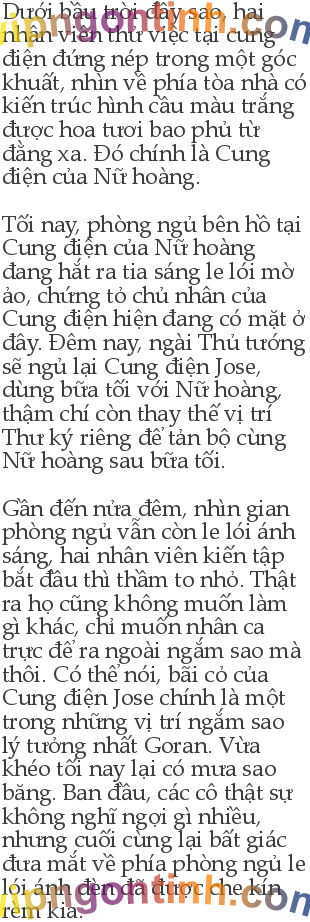 Dưới bầu trời đầy sao, hai
nhân viên thử việc tại cung
điện đứng nép trong một góc
khuất, nhìn về phía tòa nhà có
kiến trúc hình cầu màu trắng
được hoa tươi bao phủ từ
đằng xa. Đó chính là Cung
điện của Nữ hoàng.
Tối nay, phòng ngủ bên hồ tại
Cung điện của Nữ hoàng
đang hắt ra tia sáng le lói mờ
ảo, chứng tỏ chủ nhân của
Cung điện hiện đang có mặt ở
đây. Đêm nay, ngài Thủ tướng
sẽ ngủ lại Cung điện Jose,
dùng bữa tối với Nữ hoàng,
thậm chí còn thay thế vị trí
Thư ký riêng để tản bộ cùng
Nữ hoàng sau bữa tối.
Gần đến nửa đêm, nhìn gian
phòng ngủ vẫn còn le lói ánh
sáng, hai nhân viên kiến tập
bắt đầu thì thầm to nhỏ. Thật
ra họ cũng không muốn làm
gì khác, chỉ muốn nhân ca
trực để ra ngoài ngắm sao mà
thôi. Có thể nói, bãi cỏ của
Cung điện Jose chính là một
trong những vị trí ngắm sao
lý tưởng nhất Goran. Vừa
khéo tối nay lại có mưa sao
băng. Ban đầu, các cô thật sự
không nghĩ ngợi gì nhiều,
nhưng cuối cùng lại bất giác
đưa mắt về phía phòng ngủ le
lói ánh đèn đã được che kín
rèm kia.
vipngontinh.com
vipngontinh.com